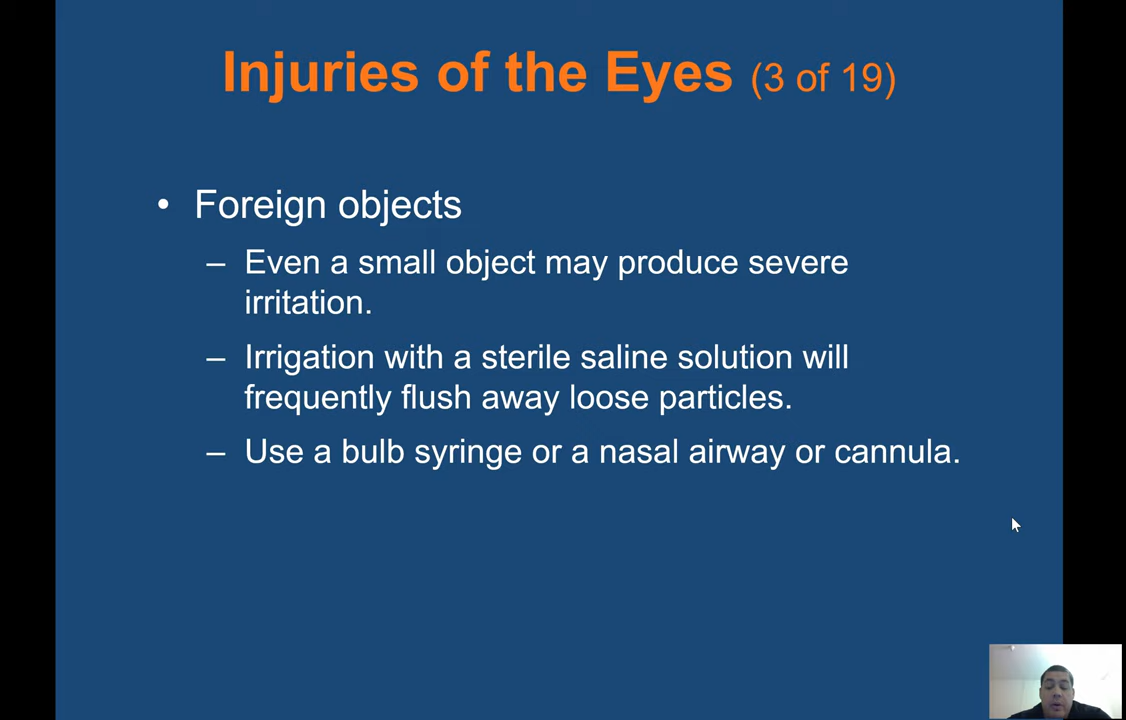 Injuries of the Eyes (3 of 19)
• Foreign objects
– Even a small object may produce severe
irritation.
– Irrigation with a sterile saline solution will
frequently flush away loose particles.
– Use a bulb syringe or a nasal airway or cannula.